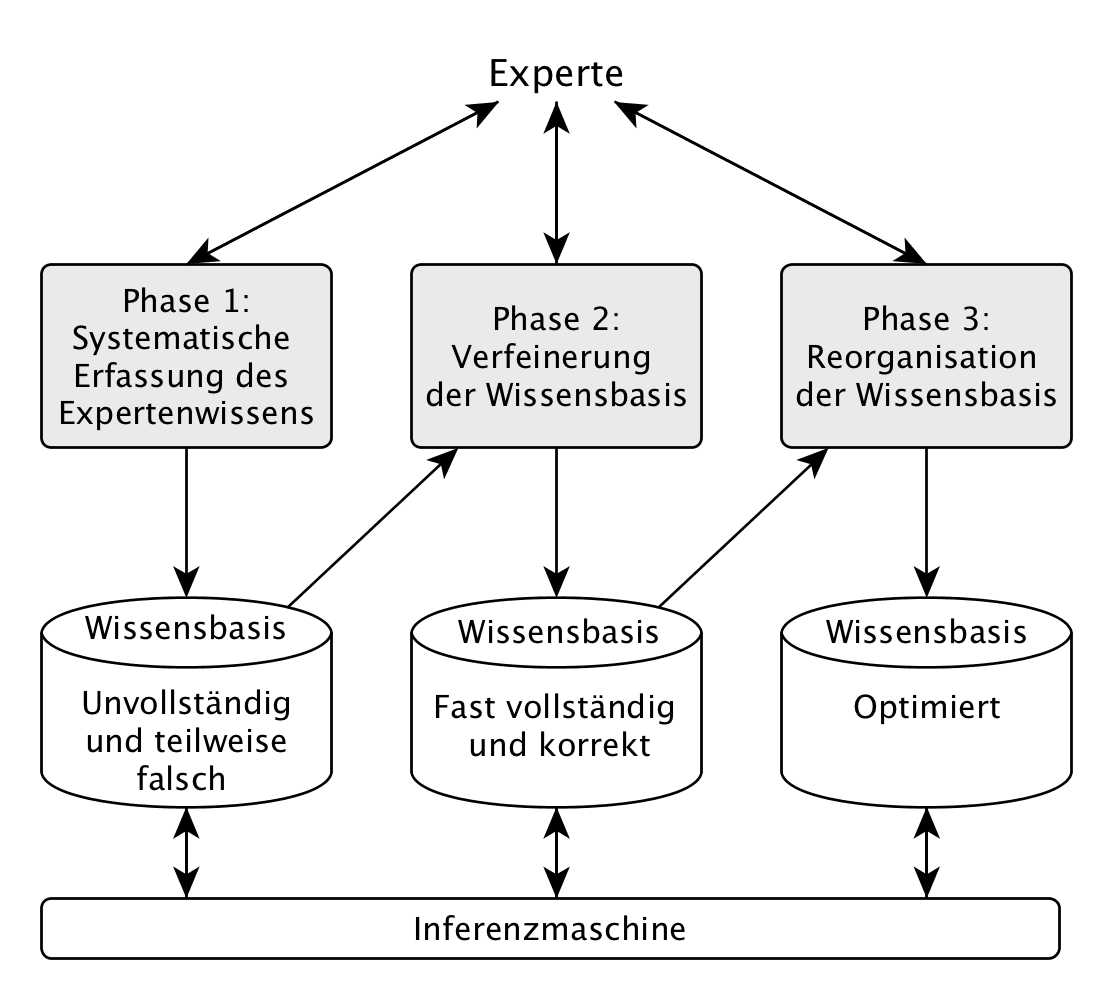 Experte
Phase 1:
Systematische
Erfassung des
Expertenwissens
Phase 2:
Verfeinerung
der Wissensbasis
Phase 3:
Reorganisation
der Wissensbasis
Wissensbasis
Unvollständig
und teilweise
falsch
Wissensbasis
Fast vollständig
und korrekt
Wissensbasis
Optimiert
Inferenzmaschine